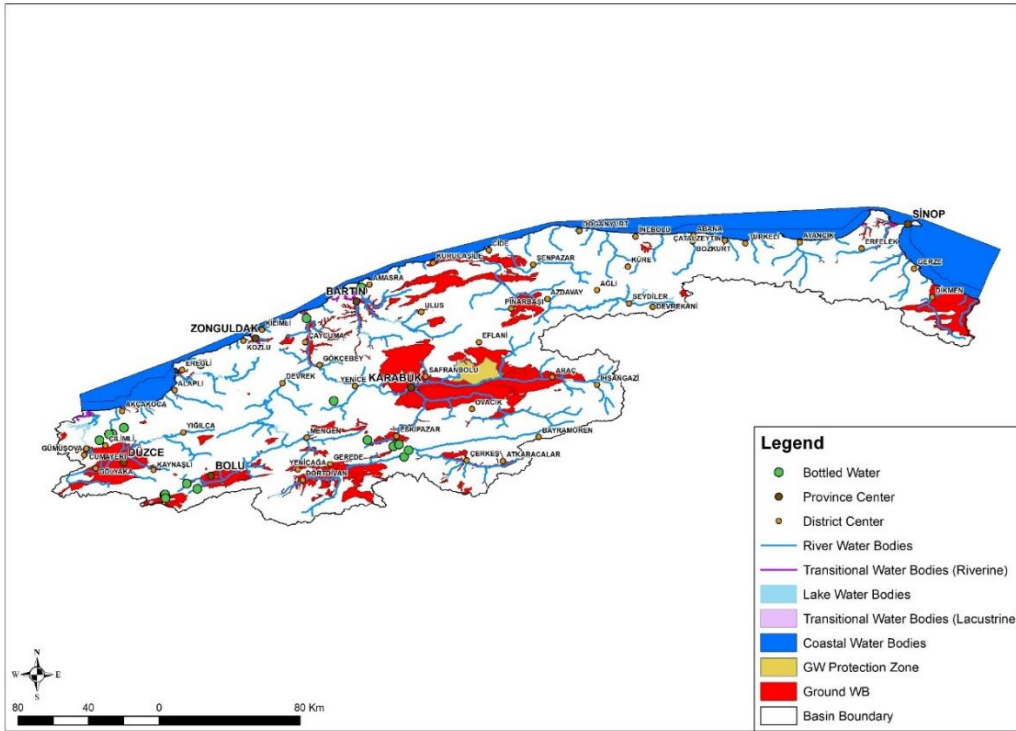 SİNOP
DOĞANYURT
İNEBOLU
ABANA
ÇATALZEYTİN
TÜRKELİ
AYANCIK
BOZKURT
ERFELEK
CİDE
KURUCAŞİLE
ŞENPAZAR
KÜRE
GERZE
AMASRA
AĞLI
DİKMEN
BARTIN
AZDAVAY
PINARBAŞI
SEYDİLER
DEVREKANİ
ULUS
ZONGULDAK
KİLİMLİ
KOZLU
ÇAYCUMA
EFLANİ
EREĞLİ
GÖKÇEBEY
SAFRANBOLU
ARAÇ
ALAPLI
DEVREK
YENİCE
KARABÜK
İHSANGAZİ
AKÇAKOCA
OVACIK
YIĞILCA
MENGEN
ESKİPAZAR
BAYRAMÖREN
ÇİLİMLİ
GÜMÜŞOVA
CUMAYERİ
DÜZCE
GÖLYAKA
KAYNAŞLI
BOLU
YENİÇAĞA
GEREDE
ÇERKEŞ
ATKARACALAR
DÖRTDİVAN
Legend
Bottled Water
Province Center
District Center
River Water Bodies
Transitional Water Bodies (Riverine)
Lake Water Bodies
Transitional Water Bodies (Lacustrine
Coastal Water Bodies
GW Protection Zone
Ground WB
Basin Boundary
N
W E
S
80 40 0 80 Km